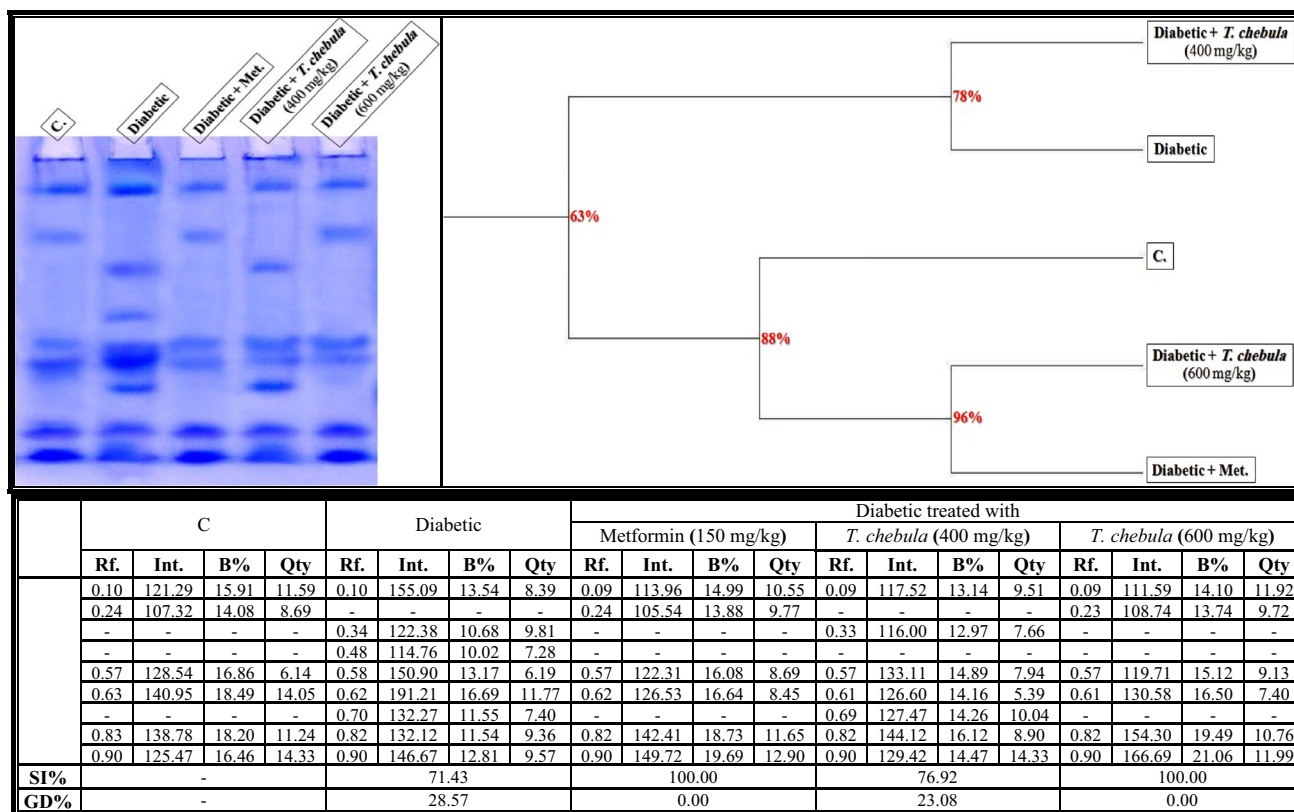 C.
Diabetic
Diabetic + Met.
Diabetic + T. chebula
(400 mg/kg)
Diabetic + T. chebula
(600 mg/kg)
Diabetic + T. chebula
(400 mg/kg)
78%
Diabetic
63%
C.
88%
Diabetic + T. chebula
(600 mg/kg)
96%
Diabetic + Met.
C Diabetic Diabetic treated with
Metformin (150 mg/kg) T. chebula (400 mg/kg) T. chebula (600 mg/kg)
Rf. Int. B% Qty Rf. Int. B% Qty Rf. Int. B% Qty Rf. Int. B% Qty Rf. Int. B% Qty
0.10 121.29 15.91 11.59 0.10 155.09 13.54 8.39 0.09 113.96 14.99 10.55 0.09 117.52 13.14 9.51 0.09 111.59 14.10 11.92
0.24 107.32 14.08 8.69 - - - - 0.24 105.54 13.88 9.77 - - - - 0.23 108.74 13.74 9.72
- - - - 0.34 122.38 10.68 9.81 - - - - 0.33 116.00 12.97 7.66 - - - -
- - - - 0.48 114.76 10.02 7.28 - - - - - - - - - - - -
0.57 128.54 16.86 6.14 0.58 150.90 13.17 6.19 0.57 122.31 16.08 8.69 0.57 133.11 14.89 7.94 0.57 119.71 15.12 9.13
0.63 140.95 18.49 14.05 0.62 191.21 16.69 11.77 0.62 126.53 16.64 8.45 0.61 126.60 14.16 5.39 0.61 130.58 16.50 7.40
- - - - 0.70 132.27 11.55 7.40 - - - - 0.69 127.47 14.26 10.04 - - - -
0.83 138.78 18.20 11.24 0.82 132.12 11.54 9.36 0.82 142.41 18.73 11.65 0.82 144.12 16.12 8.90 0.82 154.30 19.49 10.76
0.90 125.47 16.46 14.33 0.90 146.67 12.81 9.57 0.90 149.72 19.69 12.90 0.90 129.42 14.47 14.33 0.90 166.69 21.06 11.99
SI% - 71.43 100.00 76.92 100.00
GD% - 28.57 0.00 23.08 0.00